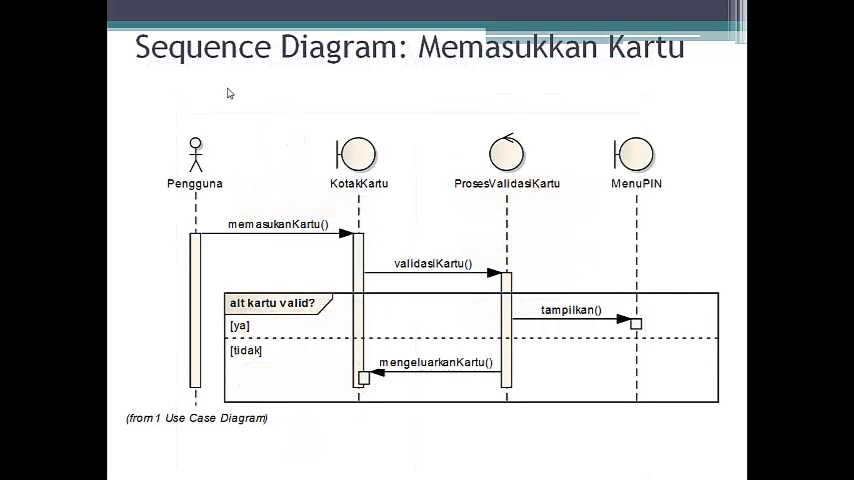 Sequence Diagram: Memasukkan Kartu
Pengguna
KotakKartu
ProsesValidasiKartu
MenuPIN
memasukanKartu()
validasiKartu()
alt kartu valid?
tampilkan()
[ya]
[tidak]
mengeluarkanKartu()
(from 1 Use Case Diagram)